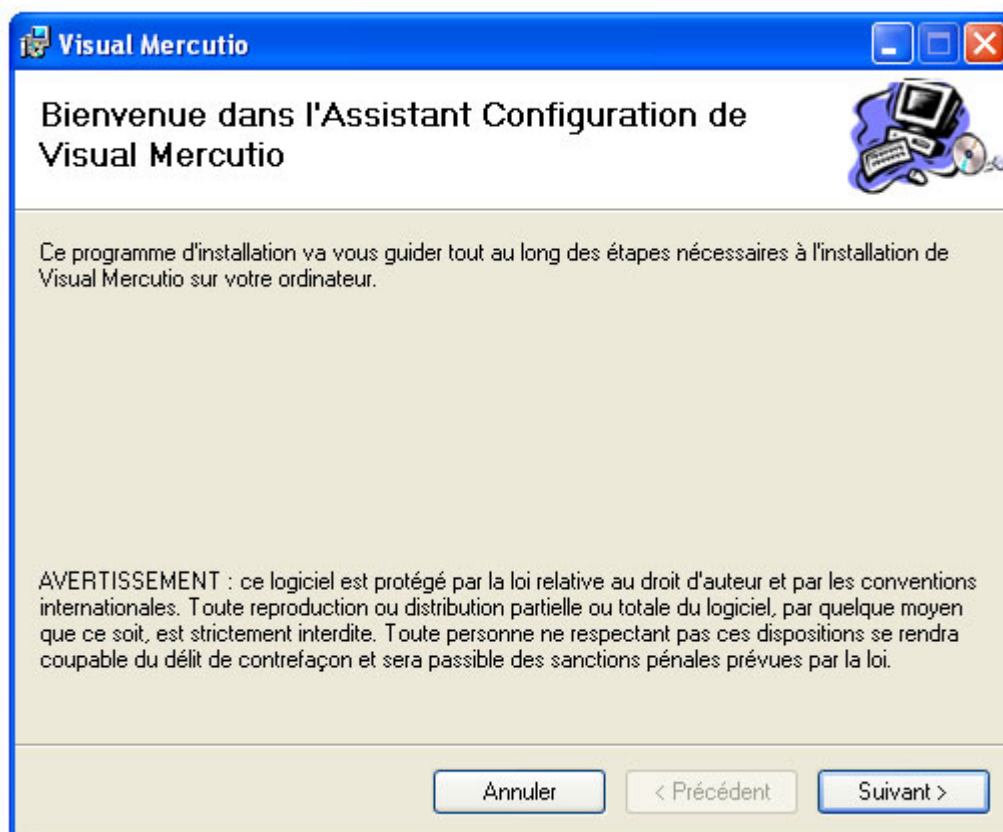 Visual Mercutio
Bienvenue dans l'Assistant Configuration de
Visual Mercutio
Ce programme d'installation va vous guider tout au long des étapes nécessaires à l'installation de
Visual Mercutio sur votre ordinateur.
AVERTISSEMENT : ce logiciel est protégé par la loi relative au droit d'auteur et par les conventions
internationales. Toute reproduction ou distribution partielle ou totale du logiciel, par quelque moyen
que ce soit, est strictement interdite. Toute personne ne respectant pas ces dispositions se rendra
coupable du délit de contrefaçon et sera passible des sanctions pénales prévues par la loi.
Annuler < Précédent Suivant >